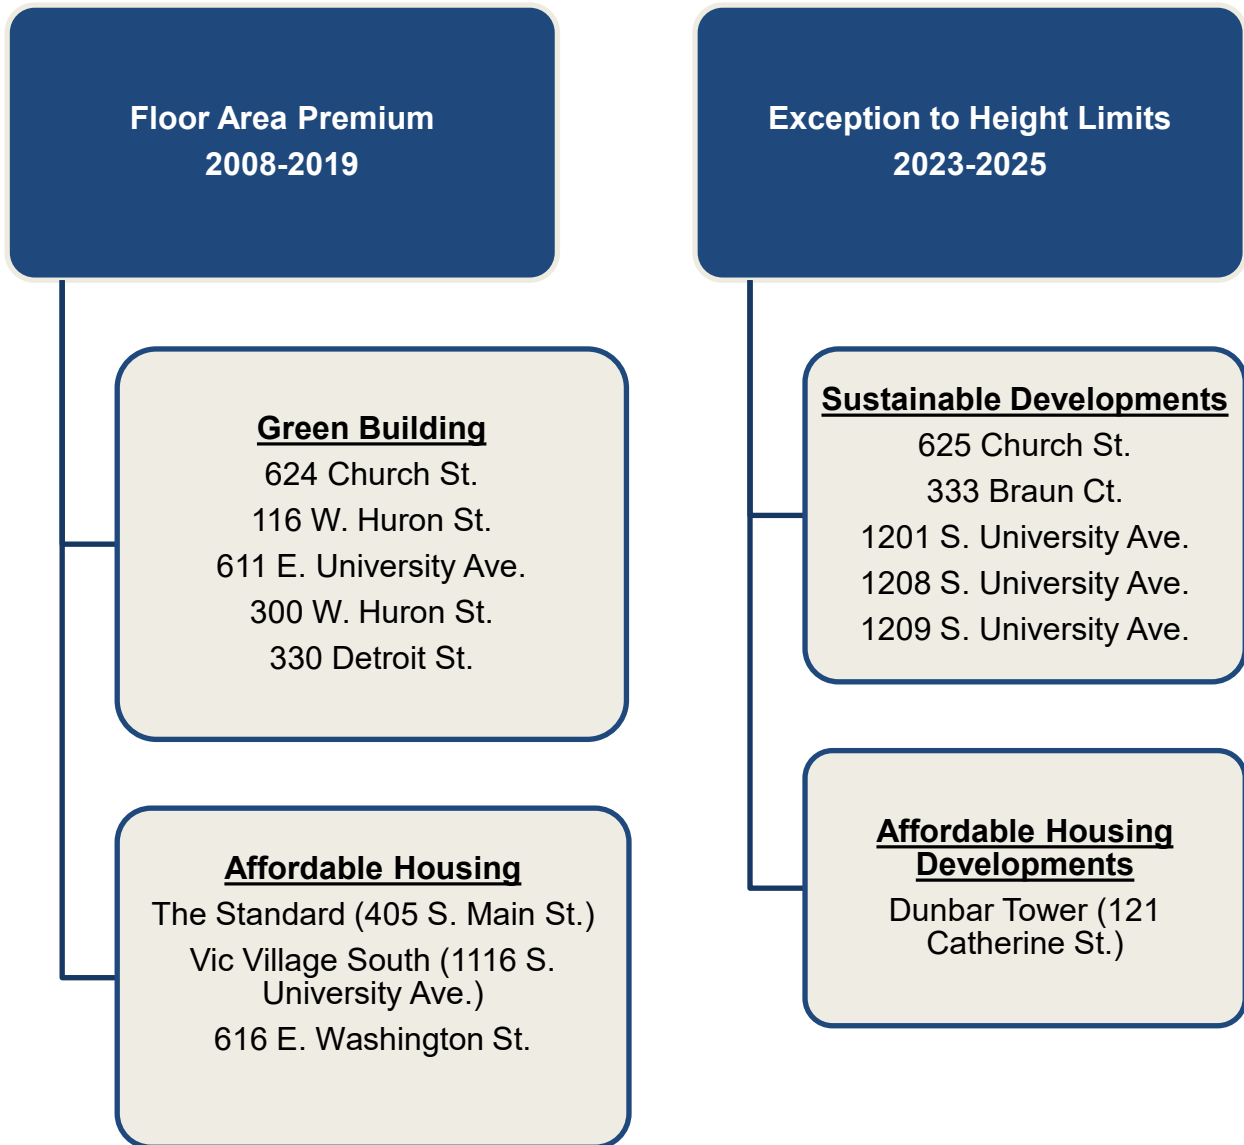 Floor Area Premium
2008-2019
Green Building
624 Church St.
116 W. Huron St.
611 E. University Ave.
300 W. Huron St.
330 Detroit St.
Affordable Housing
The Standard (405 S. Main St.)
Vic Village South (1116 S.
University Ave.)
616 E. Washington St.
Exception to Height Limits
2023-2025
Sustainable Developments
625 Church St.
333 Braun Ct.
1201 S. University Ave.
1208 S. University Ave.
1209 S. University Ave.
Affordable Housing
Developments
Dunbar Tower (121
Catherine St.)